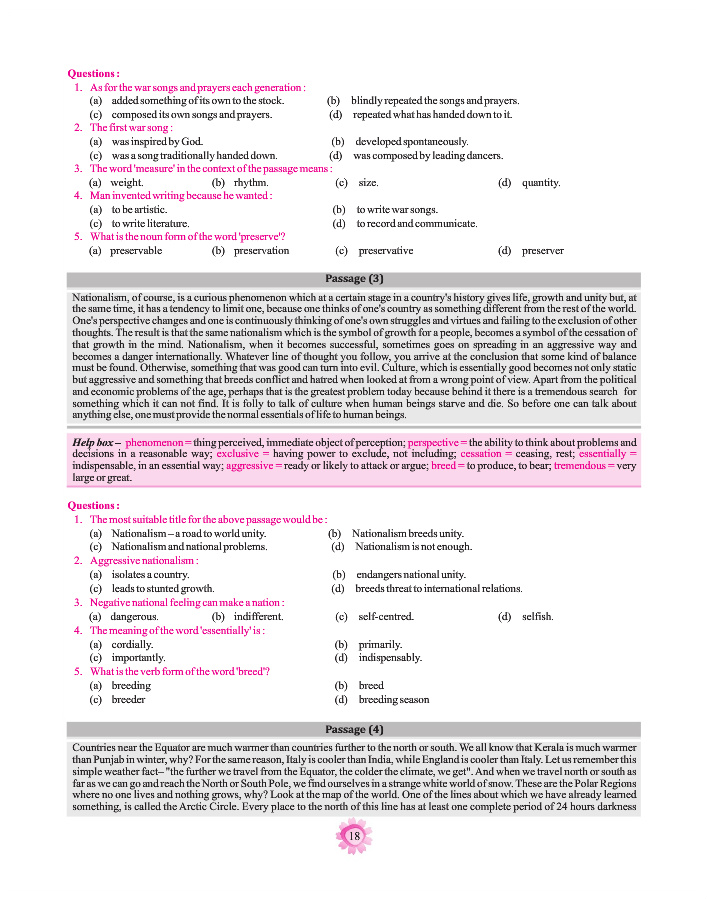 Questions :
1. As for the war songs and prayers each generation :
(a) added something of its own to the stock. (b) blindly repeated the songs and prayers.
(c) composed its own songs and prayers. (d) repeated what has handed down to it.
2. The first war song :
(a) was inspired by God. (b) developed spontaneously.
(c) was a song traditionally handed down. (d) was composed by leading dancers.
3. The word 'measure' in the context of the passage means :
(a) weight. (b) rhythm. (c) size. (d) quantity.
4. Man invented writing because he wanted :
(a) to be artistic. (b) to write war songs.
(c) to write literature. (d) to record and communicate.
5. What is the noun form of the word 'preserve'?
(a) preservable (b) preservation (c) preservative (d) preserver
Passage (3)
Nationalism, of course, is a curious phenomenon which at a certain stage in a country's history gives life, growth and unity but, at
the same time, it has a tendency to limit one, because one thinks of one's country as something different from the rest of the world.
One's perspective changes and one is continuously thinking of one's own struggles and virtues and failing to the exclusion of other
thoughts. The result is that the same nationalism which is the symbol of growth for a people, becomes a symbol of the cessation of
that growth in the mind. Nationalism, when it becomes successful, sometimes goes on spreading in an aggressive way and
becomes a danger internationally. Whatever line of thought you follow, you arrive at the conclusion that some kind of balance
must be found. Otherwise, something that was good can turn into evil. Culture, which is essentially good becomes not only static
but aggressive and something that breeds conflict and hatred when looked at from a wrong point of view. Apart from the political
and economic problems of the age, perhaps that is the greatest problem today because behind it there is a tremendous search for
something which it can not find. It is folly to talk of culture when human beings starve and die. So before one can talk about
anything else, one must provide the normal essentials of life to human beings.
Help box – phenomenon = thing perceived, immediate object of perception; perspective = the ability to think about problems and
decisions in a reasonable way; exclusive = having power to exclude, not including; cessation = ceasing, rest; essentially =
indispensable, in an essential way; aggressive = ready or likely to attack or argue; breed = to produce, to bear; tremendous = very
large or great.
Questions :
1. The most suitable title for the above passage would be :
(a) Nationalism – a road to world unity. (b) Nationalism breeds unity.
(c) Nationalism and national problems. (d) Nationalism is not enough.
2. Aggressive nationalism :
(a) isolates a country. (b) endangers national unity.
(c) leads to stunted growth. (d) breeds threat to international relations.
3. Negative national feeling can make a nation :
(a) dangerous. (b) indifferent. (c) self-centred. (d) selfish.
4. The meaning of the word 'essentially' is :
(a) cordially. (b) primarily.
(c) importantly. (d) indispensably.
5. What is the verb form of the word 'breed'?
(a) breeding (b) breed
(c) breeder (d) breeding season
Passage (4)
Countries near the Equator are much warmer than countries further to the north or south. We all know that Kerala is much warmer
than Punjab in winter, why? For the same reason, Italy is cooler than India, while England is cooler than Italy. Let us remember this
simple weather fact– "the further we travel from the Equator, the colder the climate, we get". And when we travel north or south as
far as we can go and reach the North or South Pole, we find ourselves in a strange white world of snow. These are the Polar Regions
where no one lives and nothing grows, why? Look at the map of the world. One of the lines about which we have already learned
something, is called the Arctic Circle. Every place to the north of this line has at least one complete period of 24 hours darkness
18